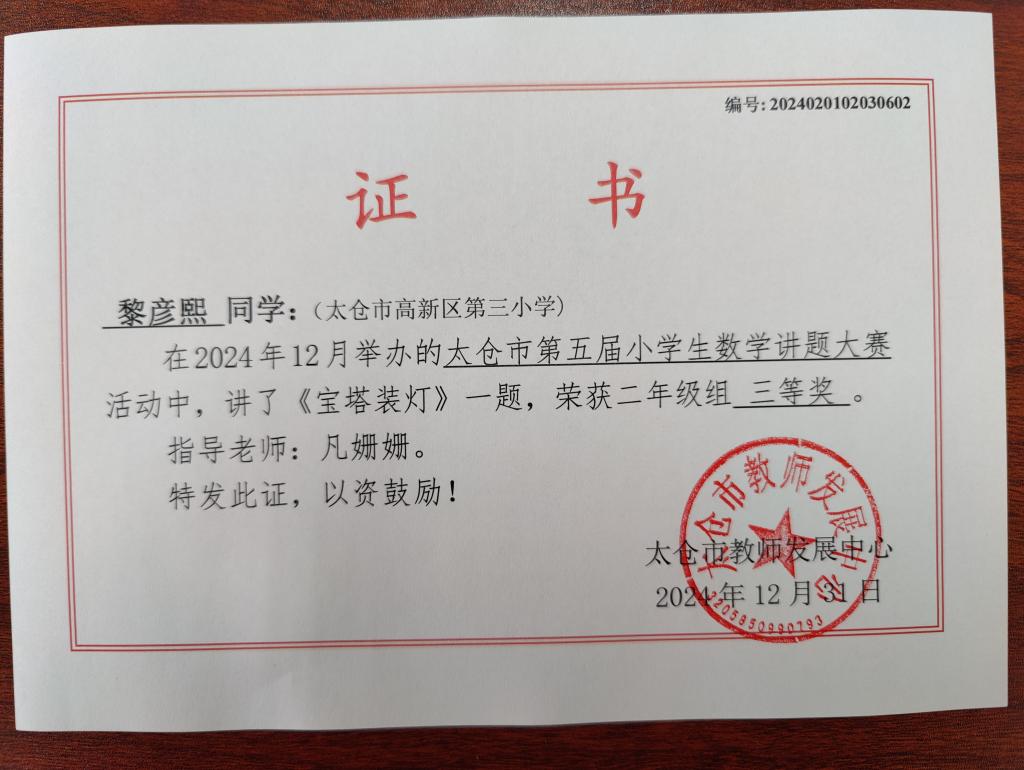 编号: 2024020102030602
证 书
黎彦熙 同学：（太仓市高新区第三小学）
在2024年12月举办的太仓市第五届小学生数学讲题大赛
活动中，讲了《宝塔装灯》一题，荣获二年级组 三等奖 。
指导老师：凡姗姗。
特发此证，以资鼓励！
太仓市教师发展中心
2024年12月31日
太仓市教师发展中心
3205850990793